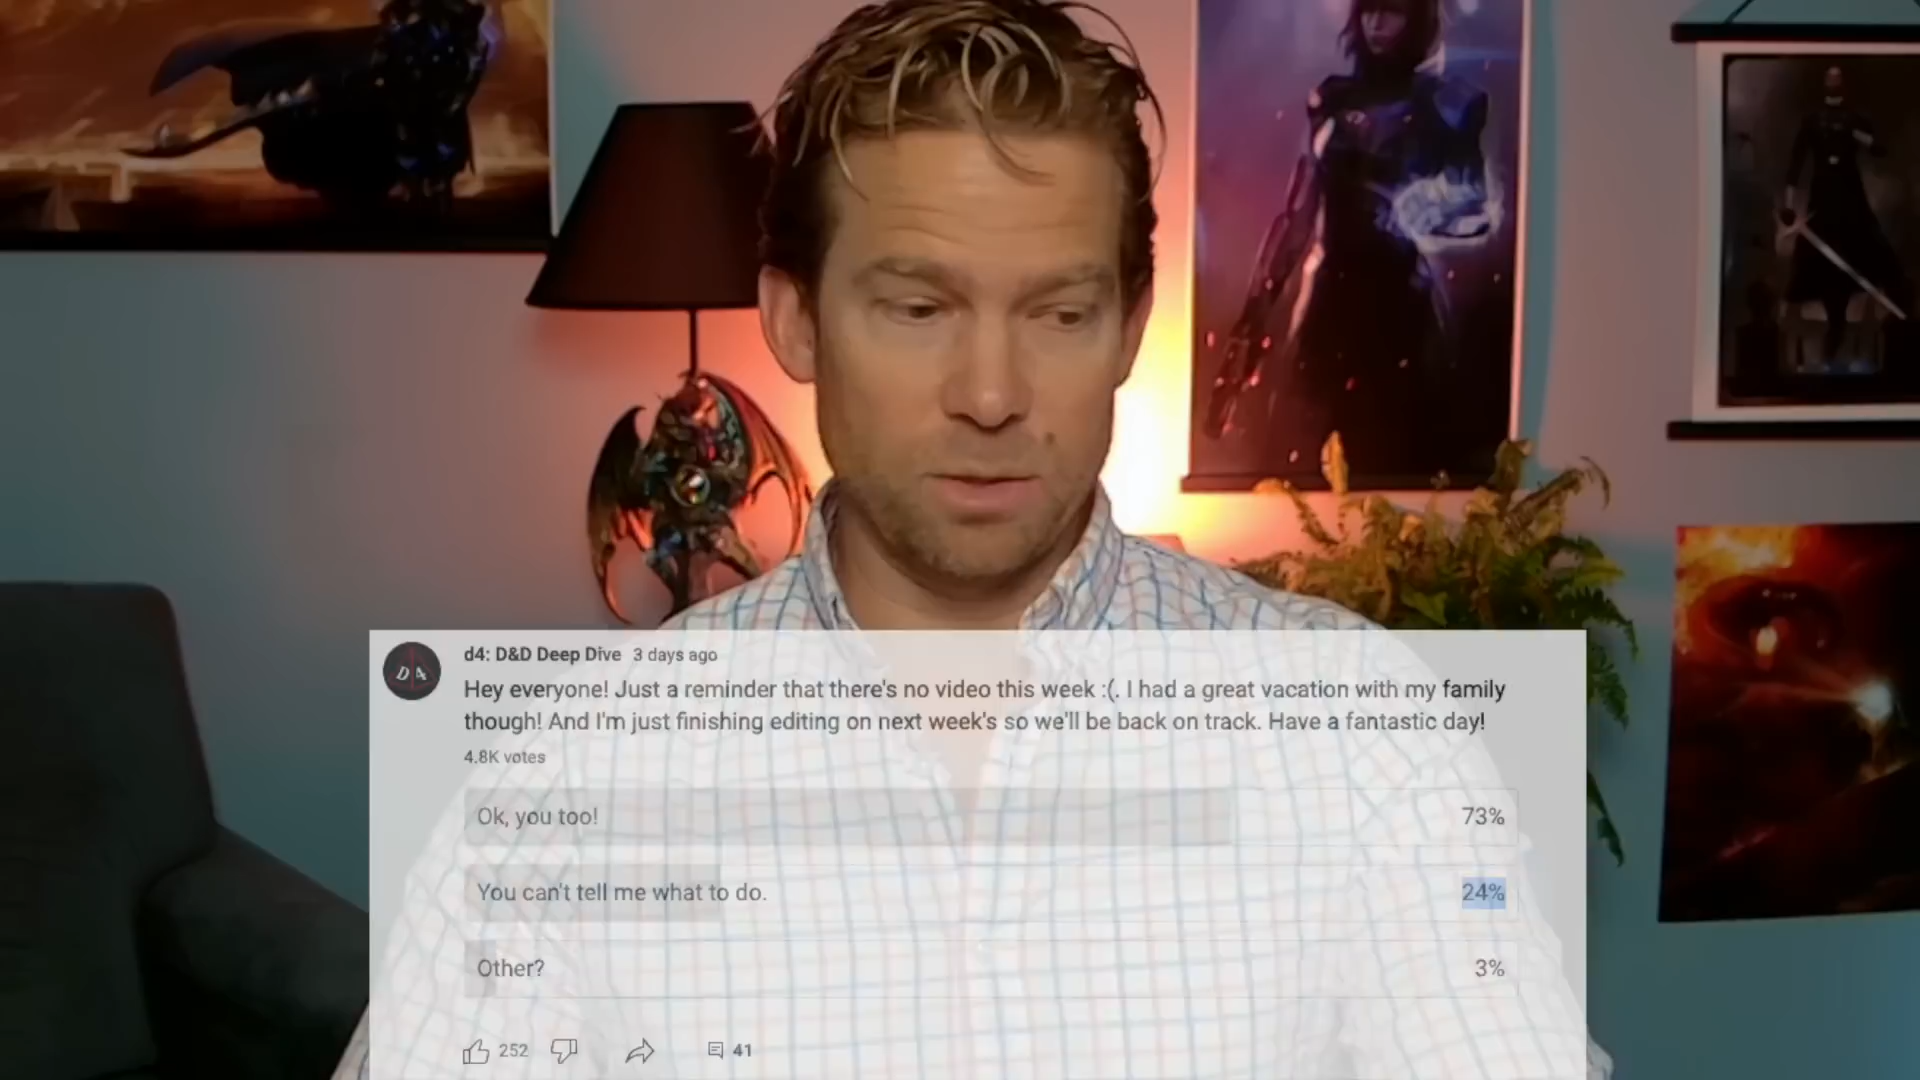 D4
d4: D&D Deep Dive 3 days ago
Hey everyone! Just a reminder that there's no video this week :(. I had a great vacation with my family
though! And I'm just finishing editing on next week's so we'll be back on track. Have a fantastic day!
4.8K votes
Ok, you too! 73%
You can't tell me what to do. 24%
Other? 3%
252 41